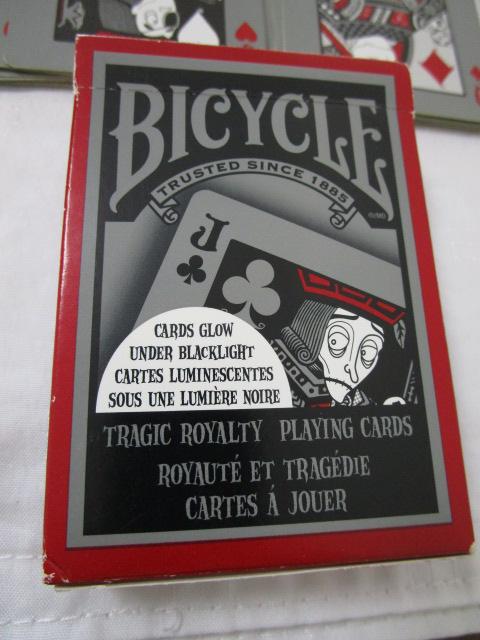 BICYCLE
TRUSTED SINCE 1885
J
CARDS GLOW
UNDER BLACKLIGHT
CARTES LUMINESCENTES
SOUS UNE LUMIÈRE NOIRE
TRAGIC ROYALTY PLAYING CARDS
ROYAUTÉ ET TRAGÉDIE
CARTES Á JOUER